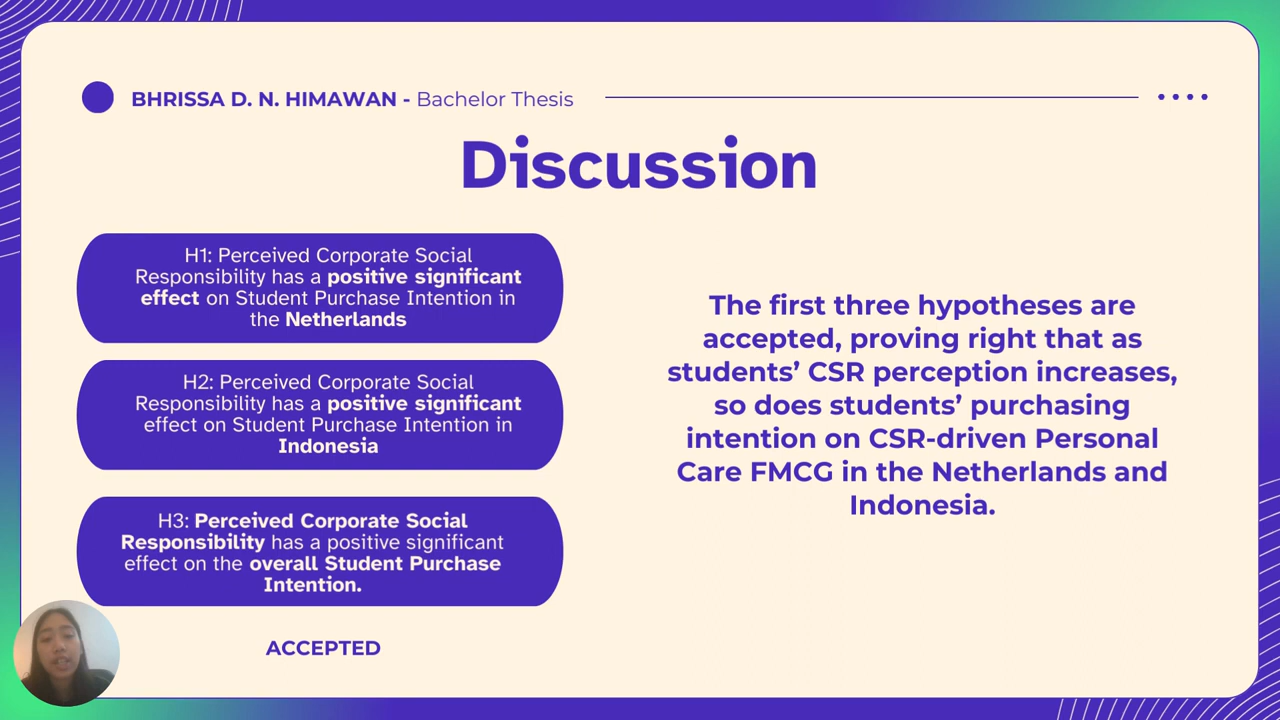 BHRISSA D. N. HIMAWAN - Bachelor Thesis
Discussion
H1: Perceived Corporate Social
Responsibility has a positive significant
effect on Student Purchase Intention in
the Netherlands
H2: Perceived Corporate Social
Responsibility has a positive significant
effect on Student Purchase Intention in
Indonesia
H3: Perceived Corporate Social
Responsibility has a positive significant
effect on the overall Student Purchase
Intention.
ACCEPTED
The first three hypotheses are
accepted, proving right that as
students’ CSR perception increases,
so does students’ purchasing
intention on CSR-driven Personal
Care FMCG in the Netherlands and
Indonesia.